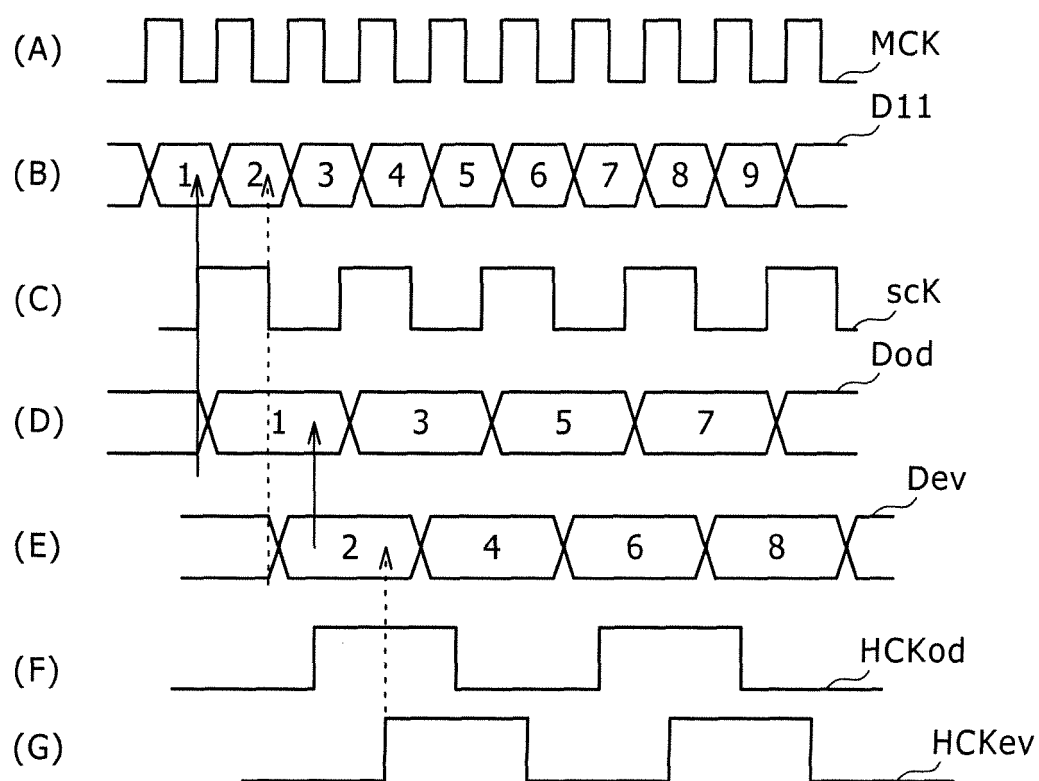 (A) MCK
D11
(B) 1 2 3 4 5 6 7 8 9
(C) scK
Dod
(D) 1 3 5 7
Dev
(E) 2 4 6 8
(F) HCKod
(G) HCKev